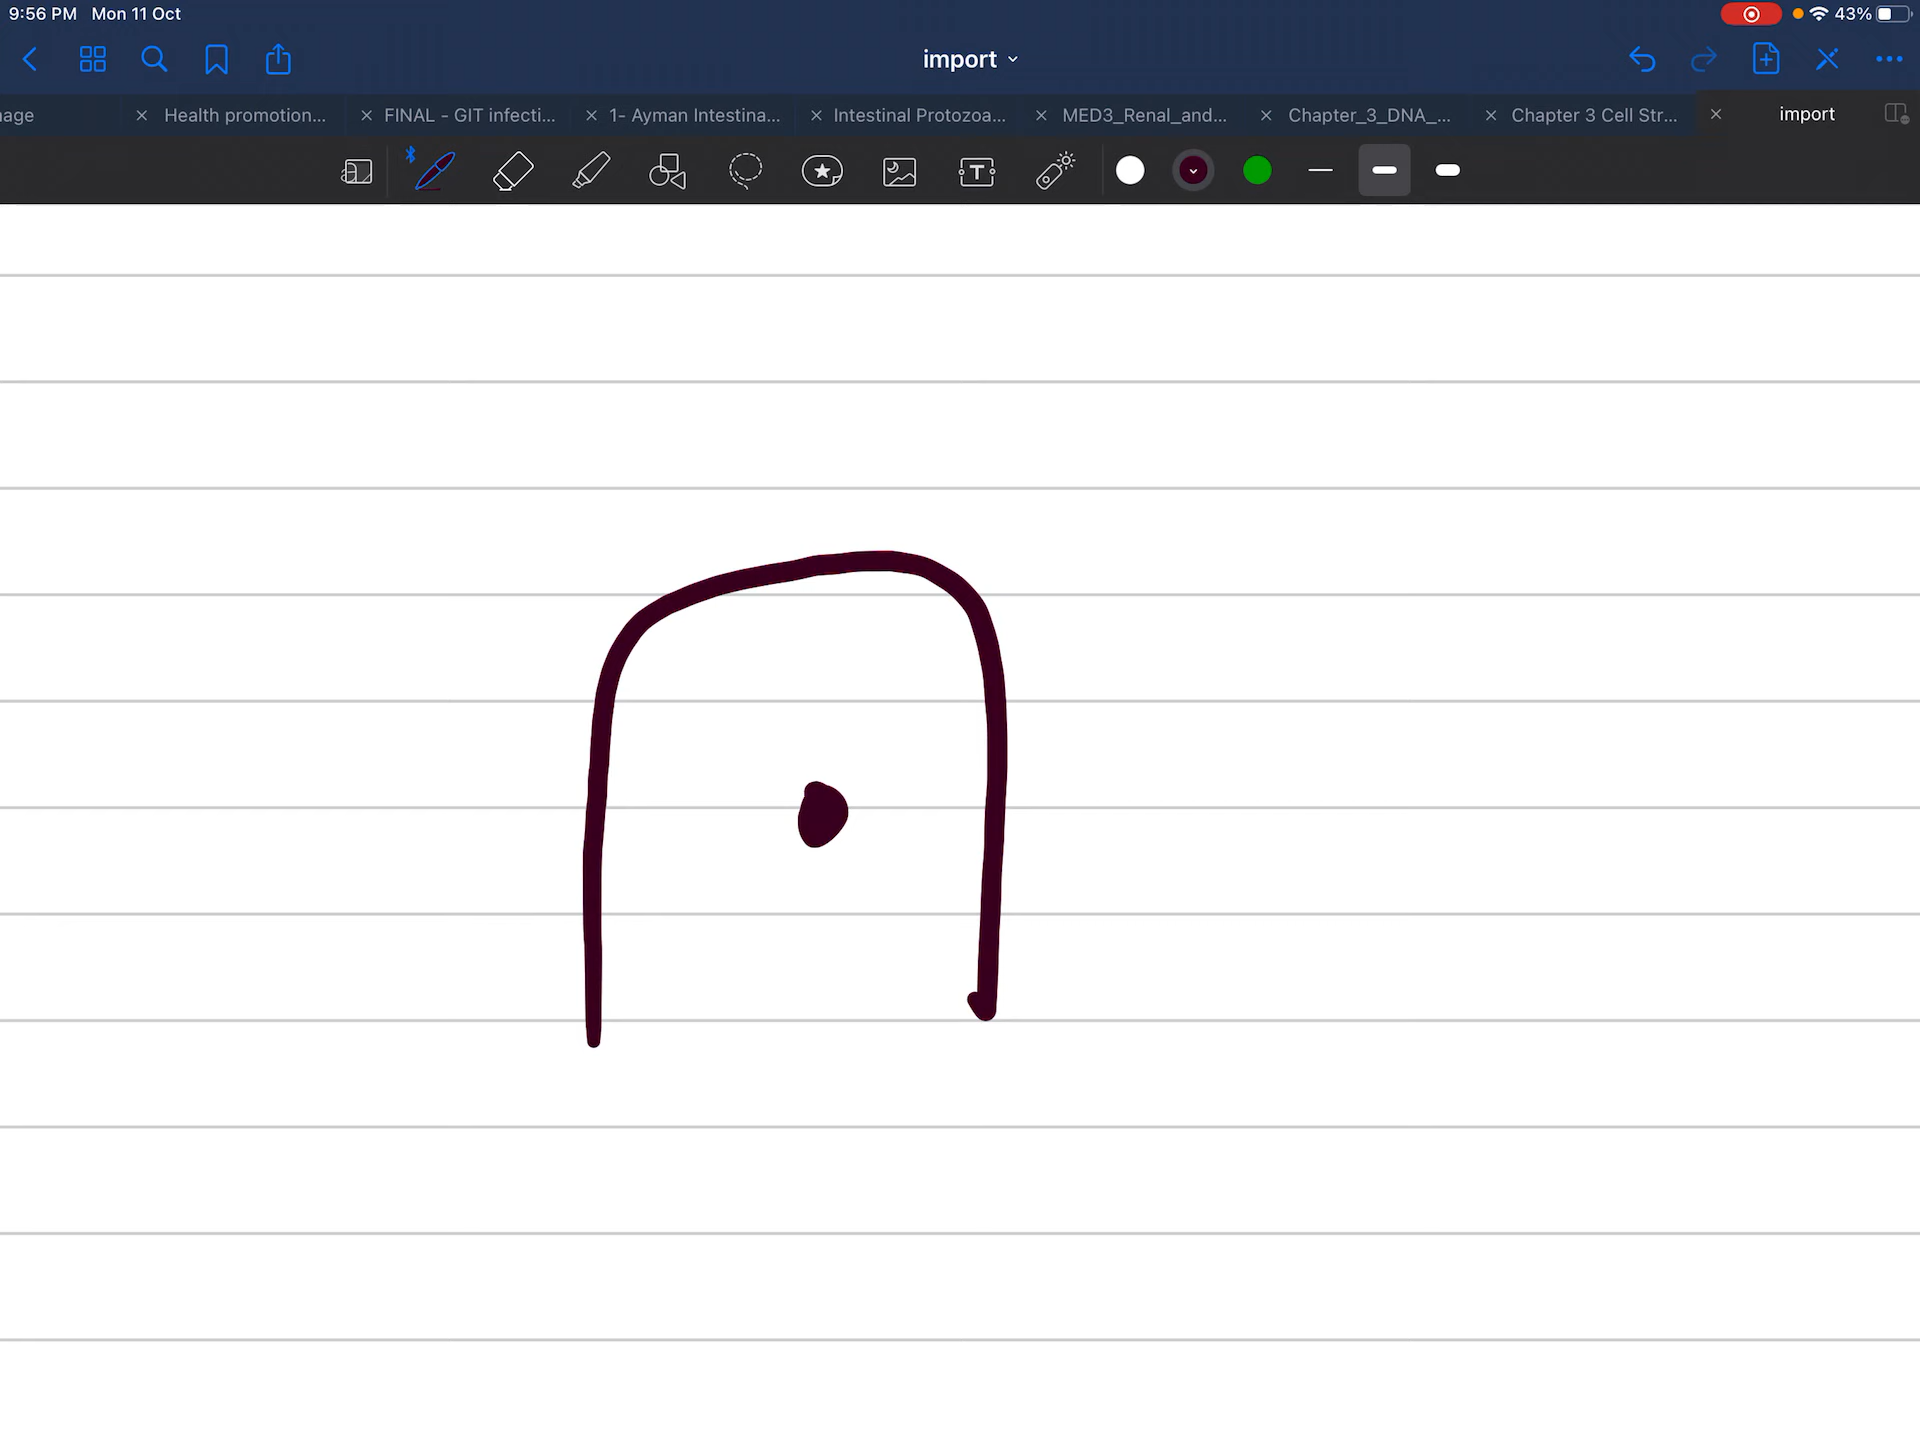 9:56 PM Mon 11 Oct 43%
import
age Health promotion... FINAL - GIT infecti... 1- Ayman Intestina... Intestinal Protozoa... MED3_Renal_and... Chapter_3_DNA_... Chapter 3 Cell Str... import